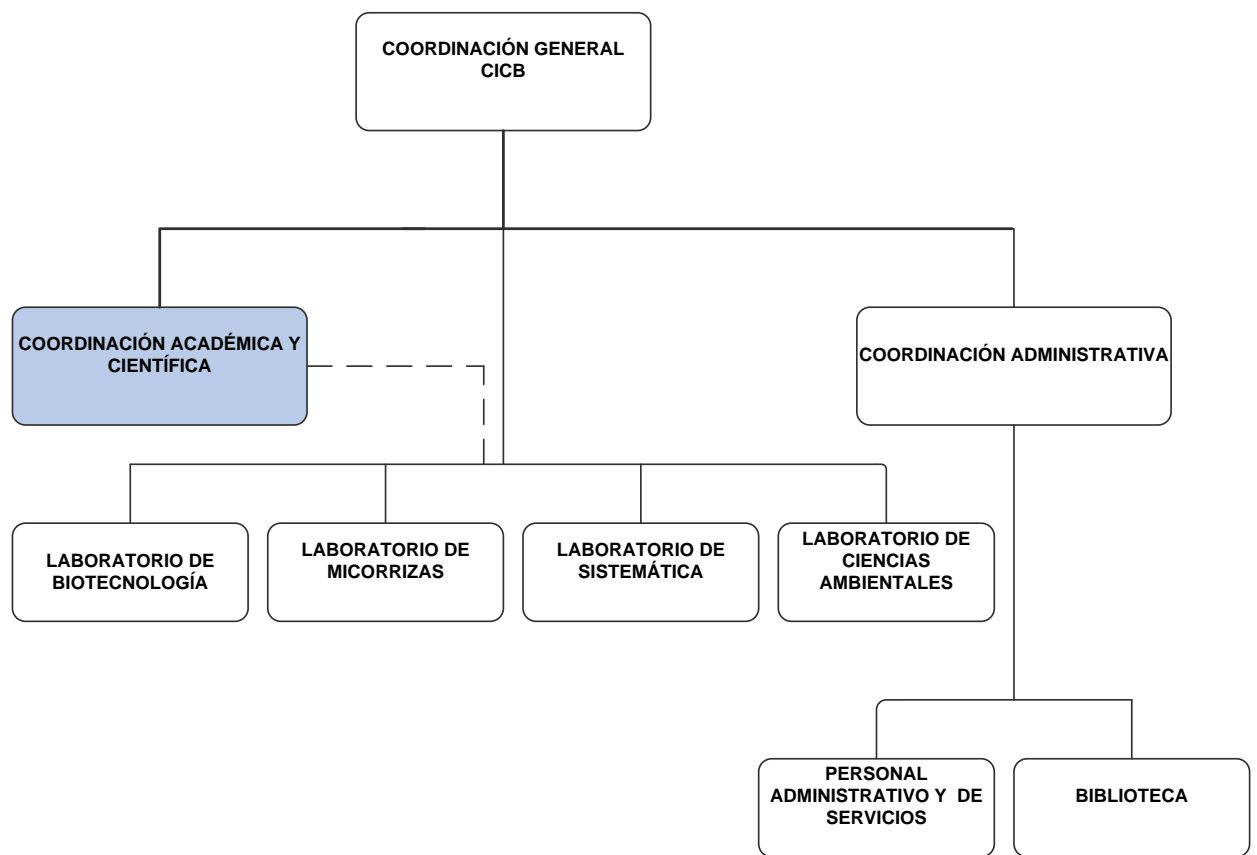 COORDINACIÓN GENERAL
CICB
COORDINACIÓN ACADÉMICA Y
CIENTÍFICA
COORDINACIÓN ADMINISTRATIVA
LABORATORIO DE
BIOTECNOLOGÍA
LABORATORIO DE
MICORRIZAS
LABORATORIO DE
SISTEMÁTICA
LABORATORIO DE
CIENCIAS
AMBIENTALES
PERSONAL
ADMINISTRATIVO Y  DE
SERVICIOS
BIBLIOTECA